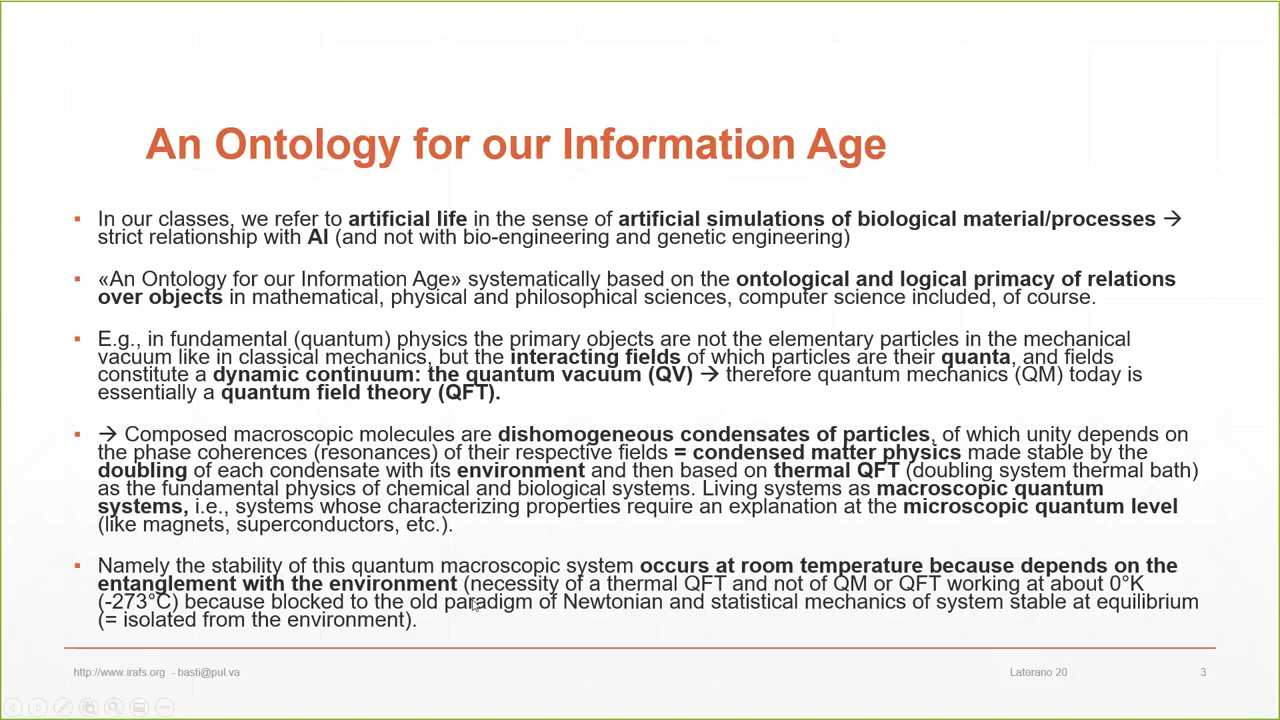 An Ontology for our Information Age
▪ In our classes, we refer to artificial life in the sense of artificial simulations of biological material/processes →
strict relationship with AI (and not with bio-engineering and genetic engineering)
▪ «An Ontology for our Information Age» systematically based on the ontological and logical primacy of relations
over objects in mathematical, physical and philosophical sciences, computer science included, of course.
▪ E.g., in fundamental (quantum) physics the primary objects are not the elementary particles in the mechanical
vacuum like in classical mechanics, but the interacting fields of which particles are their quanta, and fields
constitute a dynamic continuum: the quantum vacuum (QV) → therefore quantum mechanics (QM) today is
essentially a quantum field theory (QFT).
▪ → Composed macroscopic molecules are dishomogeneous condensates of particles, of which unity depends on
the phase coherences (resonances) of their respective fields = condensed matter physics made stable by the
doubling of each condensate with its environment and then based on thermal QFT (doubling system thermal bath)
as the fundamental physics of chemical and biological systems. Living systems as macroscopic quantum
systems, i.e., systems whose characterizing properties require an explanation at the microscopic quantum level
(like magnets, superconductors, etc.).
▪ Namely the stability of this quantum macroscopic system occurs at room temperature because depends on the
entanglement with the environment (necessity of a thermal QFT and not of QM or QFT working at about 0°K
(-273°C) because blocked to the old paradigm of Newtonian and statistical mechanics of system stable at equilibrium
(= isolated from the environment).
http://www.irafs.org - basti@pul.va
Laterano 20
3